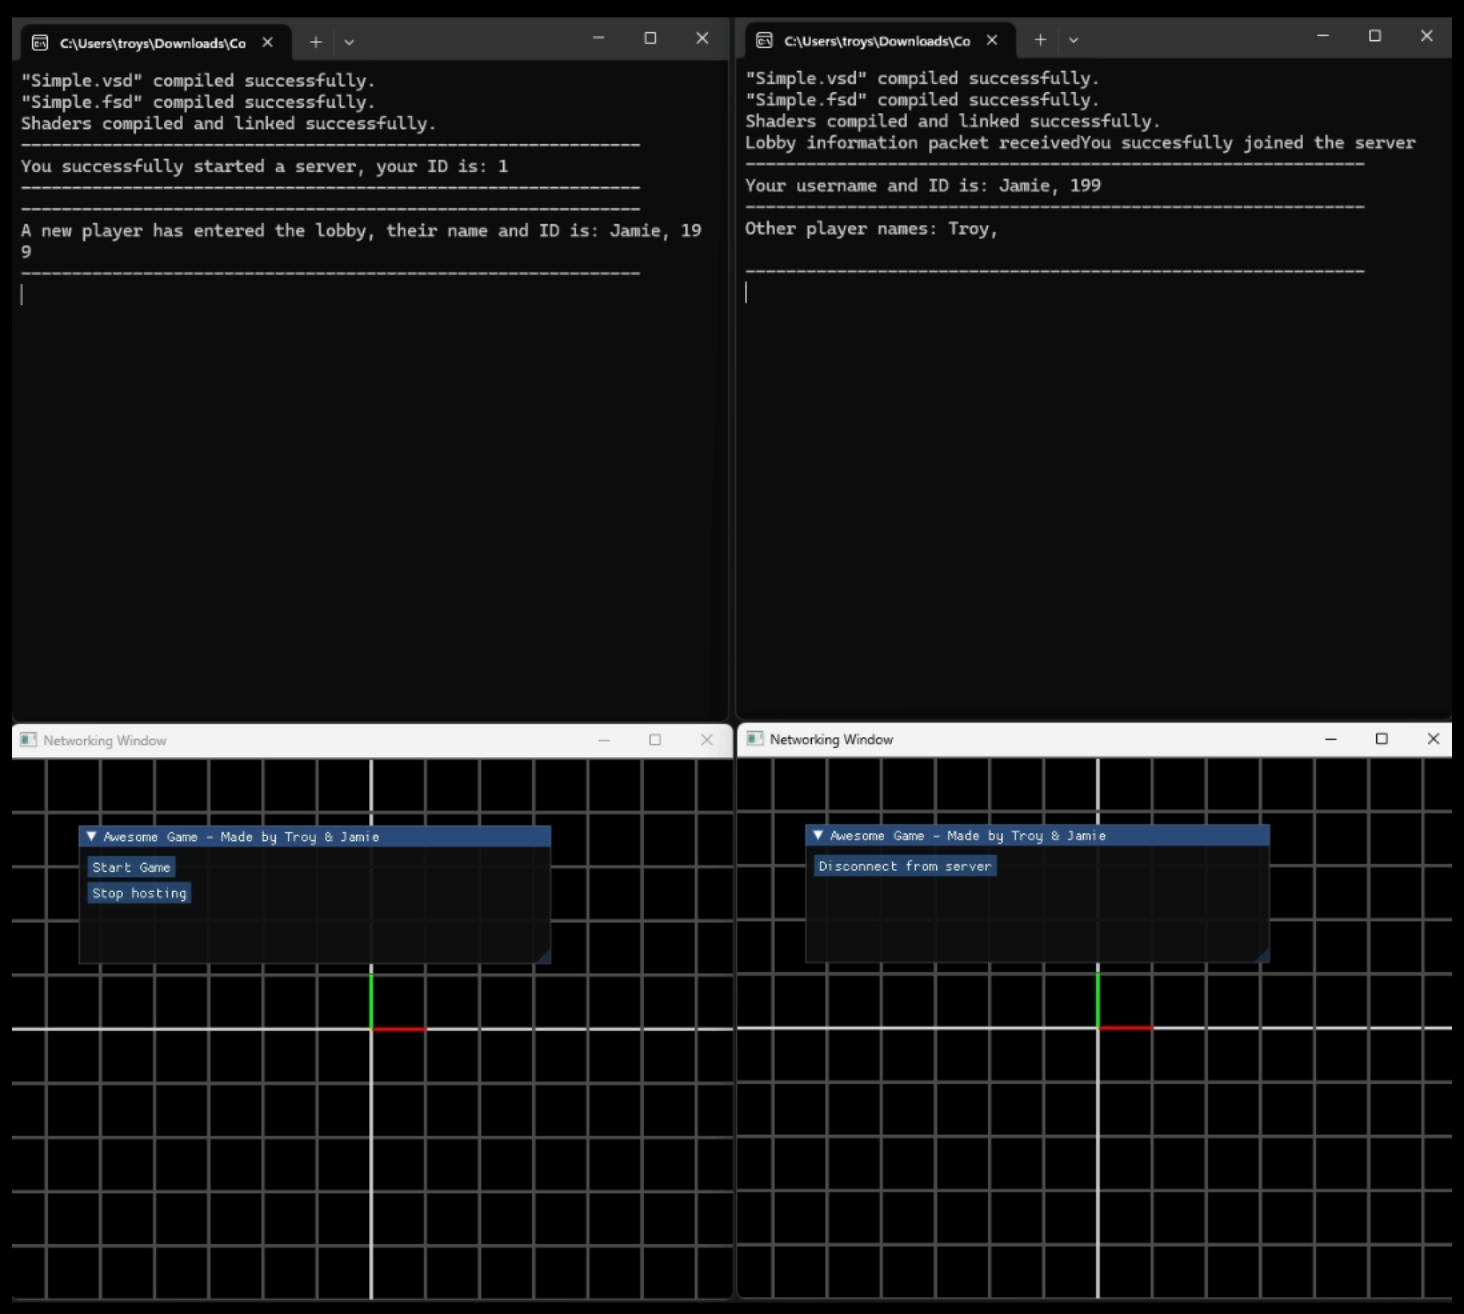 C:\Users\troys\Downloads\Co
"Simple.vsd" compiled successfully.
"Simple.fsd" compiled successfully.
Shaders compiled and linked successfully.
------------------------------------------------------------
You successfully started a server, your ID is: 1
------------------------------------------------------------
------------------------------------------------------------
A new player has entered the lobby, their name and ID is: Jamie, 19
9
------------------------------------------------------------
C:\Users\troys\Downloads\Co
"Simple.vsd" compiled successfully.
"Simple.fsd" compiled successfully.
Shaders compiled and linked successfully.
Lobby information packet receivedYou succesfully joined the server
------------------------------------------------------------
Your username and ID is: Jamie, 199
------------------------------------------------------------
Other player names: Troy,
------------------------------------------------------------
Networking Window
Awesome Game - Made by Troy & Jamie
Start Game
Stop hosting
Networking Window
Awesome Game - Made by Troy & Jamie
Disconnect from server